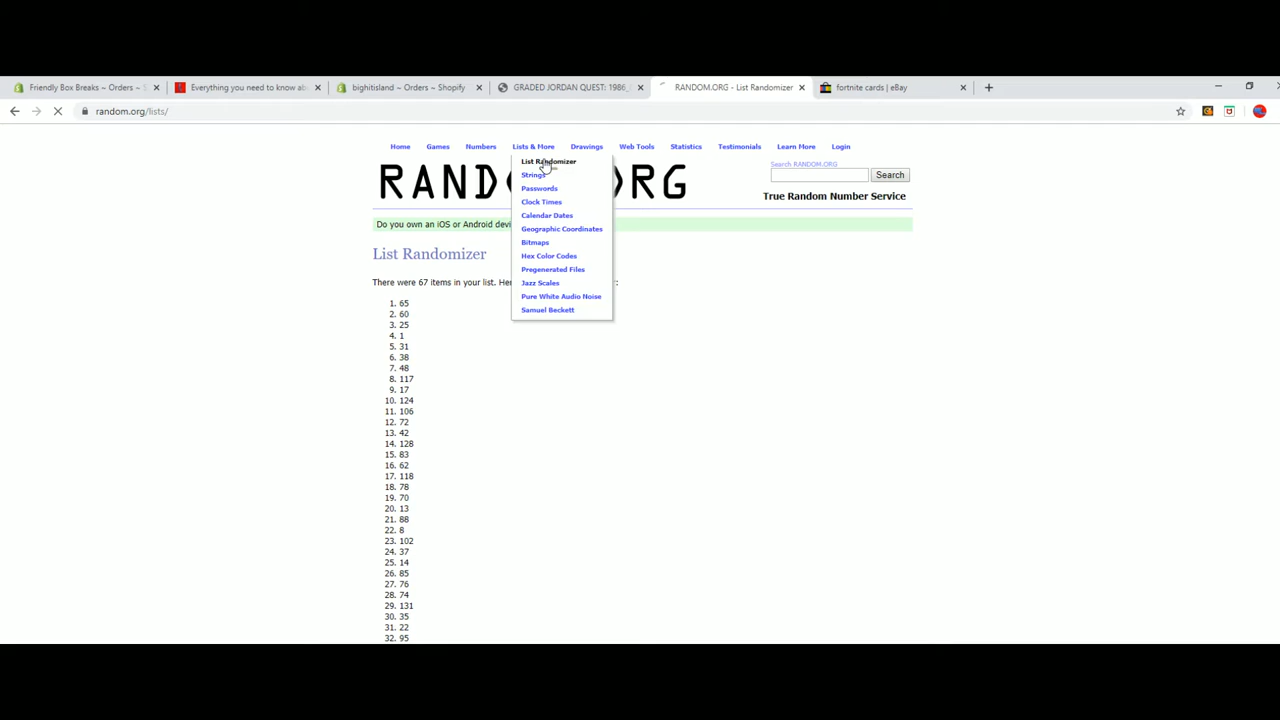 Friendly Box Breaks ~ Orders ~ S
Everything you need to know abo
bighitisland ~ Orders ~ Shopify
GRADED JORDAN QUEST: 1986_
RANDOM.ORG - List Randomizer
fortnite cards | eBay
random.org/lists/
Home Games Numbers Lists & More Drawings Web Tools Statistics Testimonials Learn More Login
List Randomizer
Strings
Passwords
Clock Times
Calendar Dates
Geographic Coordinates
Bitmaps
Hex Color Codes
Pregenerated Files
Jazz Scales
Pure White Audio Noise
Samuel Beckett
Search RANDOM.ORG
Search
True Random Number Service
Do you own an iOS or Android devi
List Randomizer
There were 67 items in your list. Her :
1. 65
2. 60
3. 25
4. 1
5. 31
6. 38
7. 48
8. 117
9. 17
10. 124
11. 106
12. 72
13. 42
14. 128
15. 83
16. 62
17. 118
18. 78
19. 70
20. 13
21. 88
22. 8
23. 102
24. 37
25. 14
26. 85
27. 76
28. 74
29. 131
30. 35
31. 22
32. 95